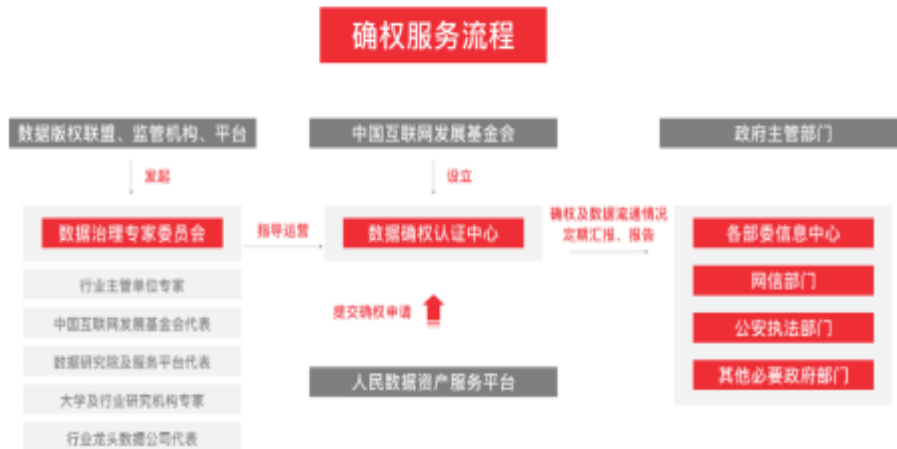 确权服务流程
数据版权联盟、监管机构、平台
中国互联网发展基金会
政府主管部门
发起
设立
数据治理专家委员会
指导运营
数据确权认证中心
确权及数据流通情况
定期汇报、报告
各部委信息中心
行业主管单位专家
网信部门
中国互联网发展基金会代表
提交确权申请
公安执法部门
数据研究院及服务平台代表
人民数据资产服务平台
其他必要政府部门
大学及行业研究机构专家
行业龙头数据公司代表